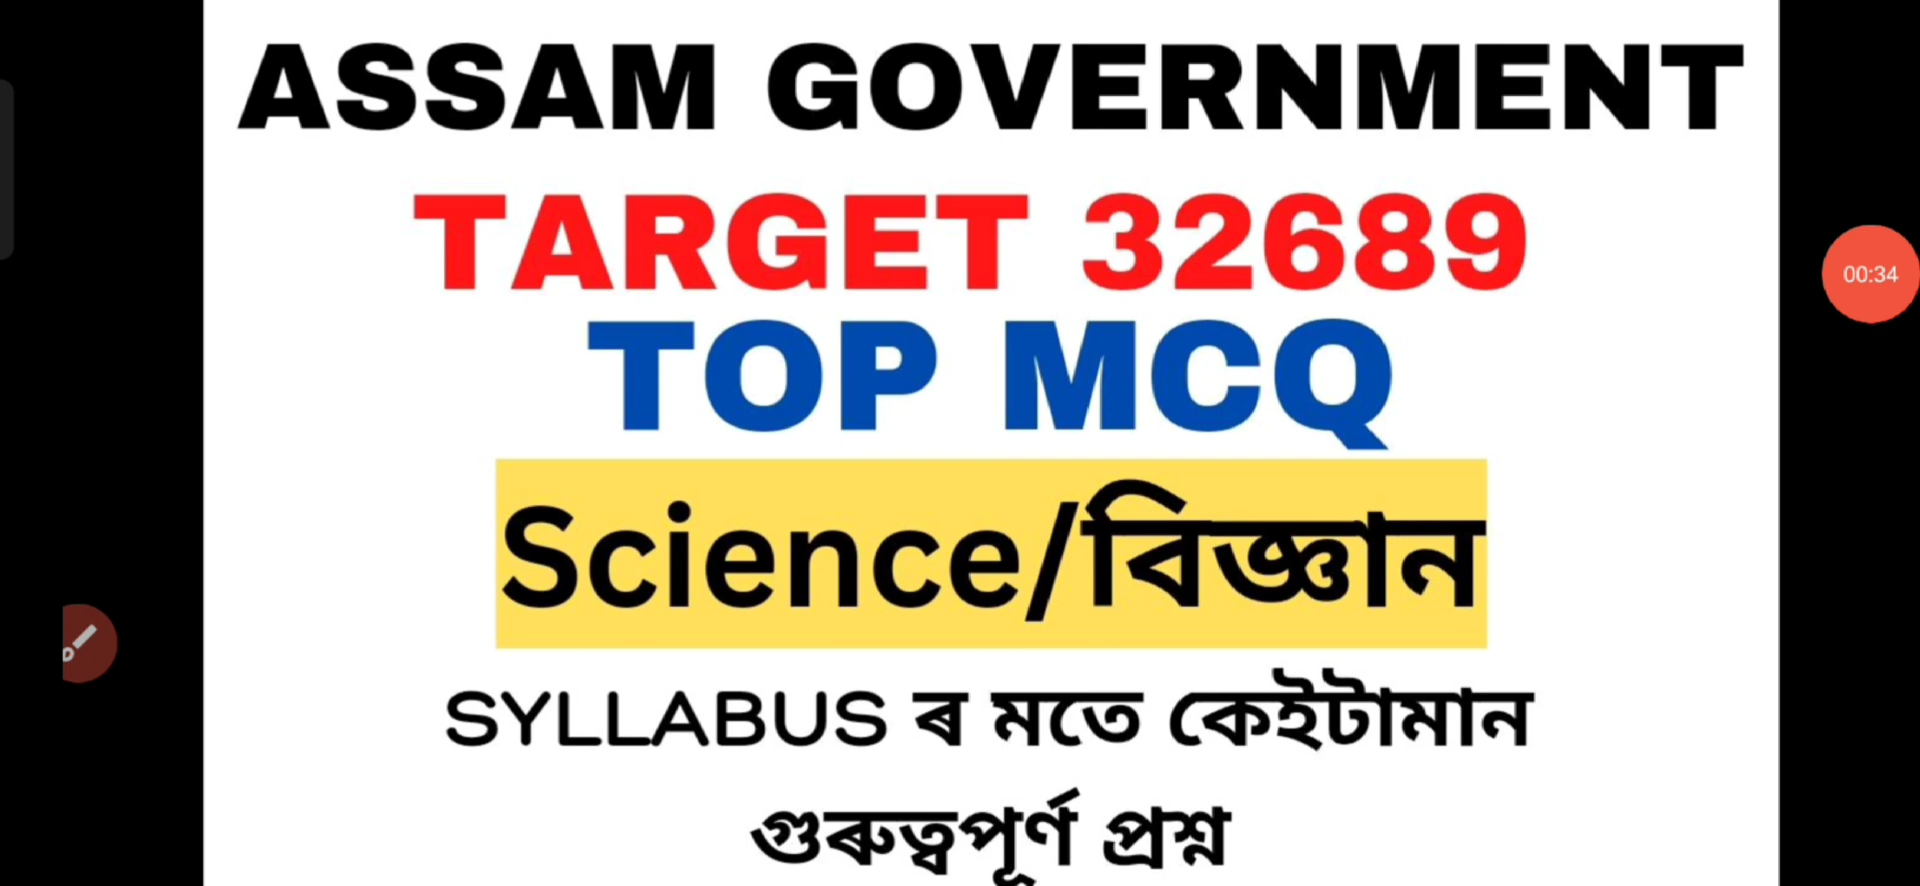 ASSAM GOVERNMENT
TARGET 32689
TOP MCQ
Science/বিজ্ঞান
SYLLABUS ৰ মতে কেইটামান
গুৰুত্বপূৰ্ণ প্ৰশ্ন
00:34